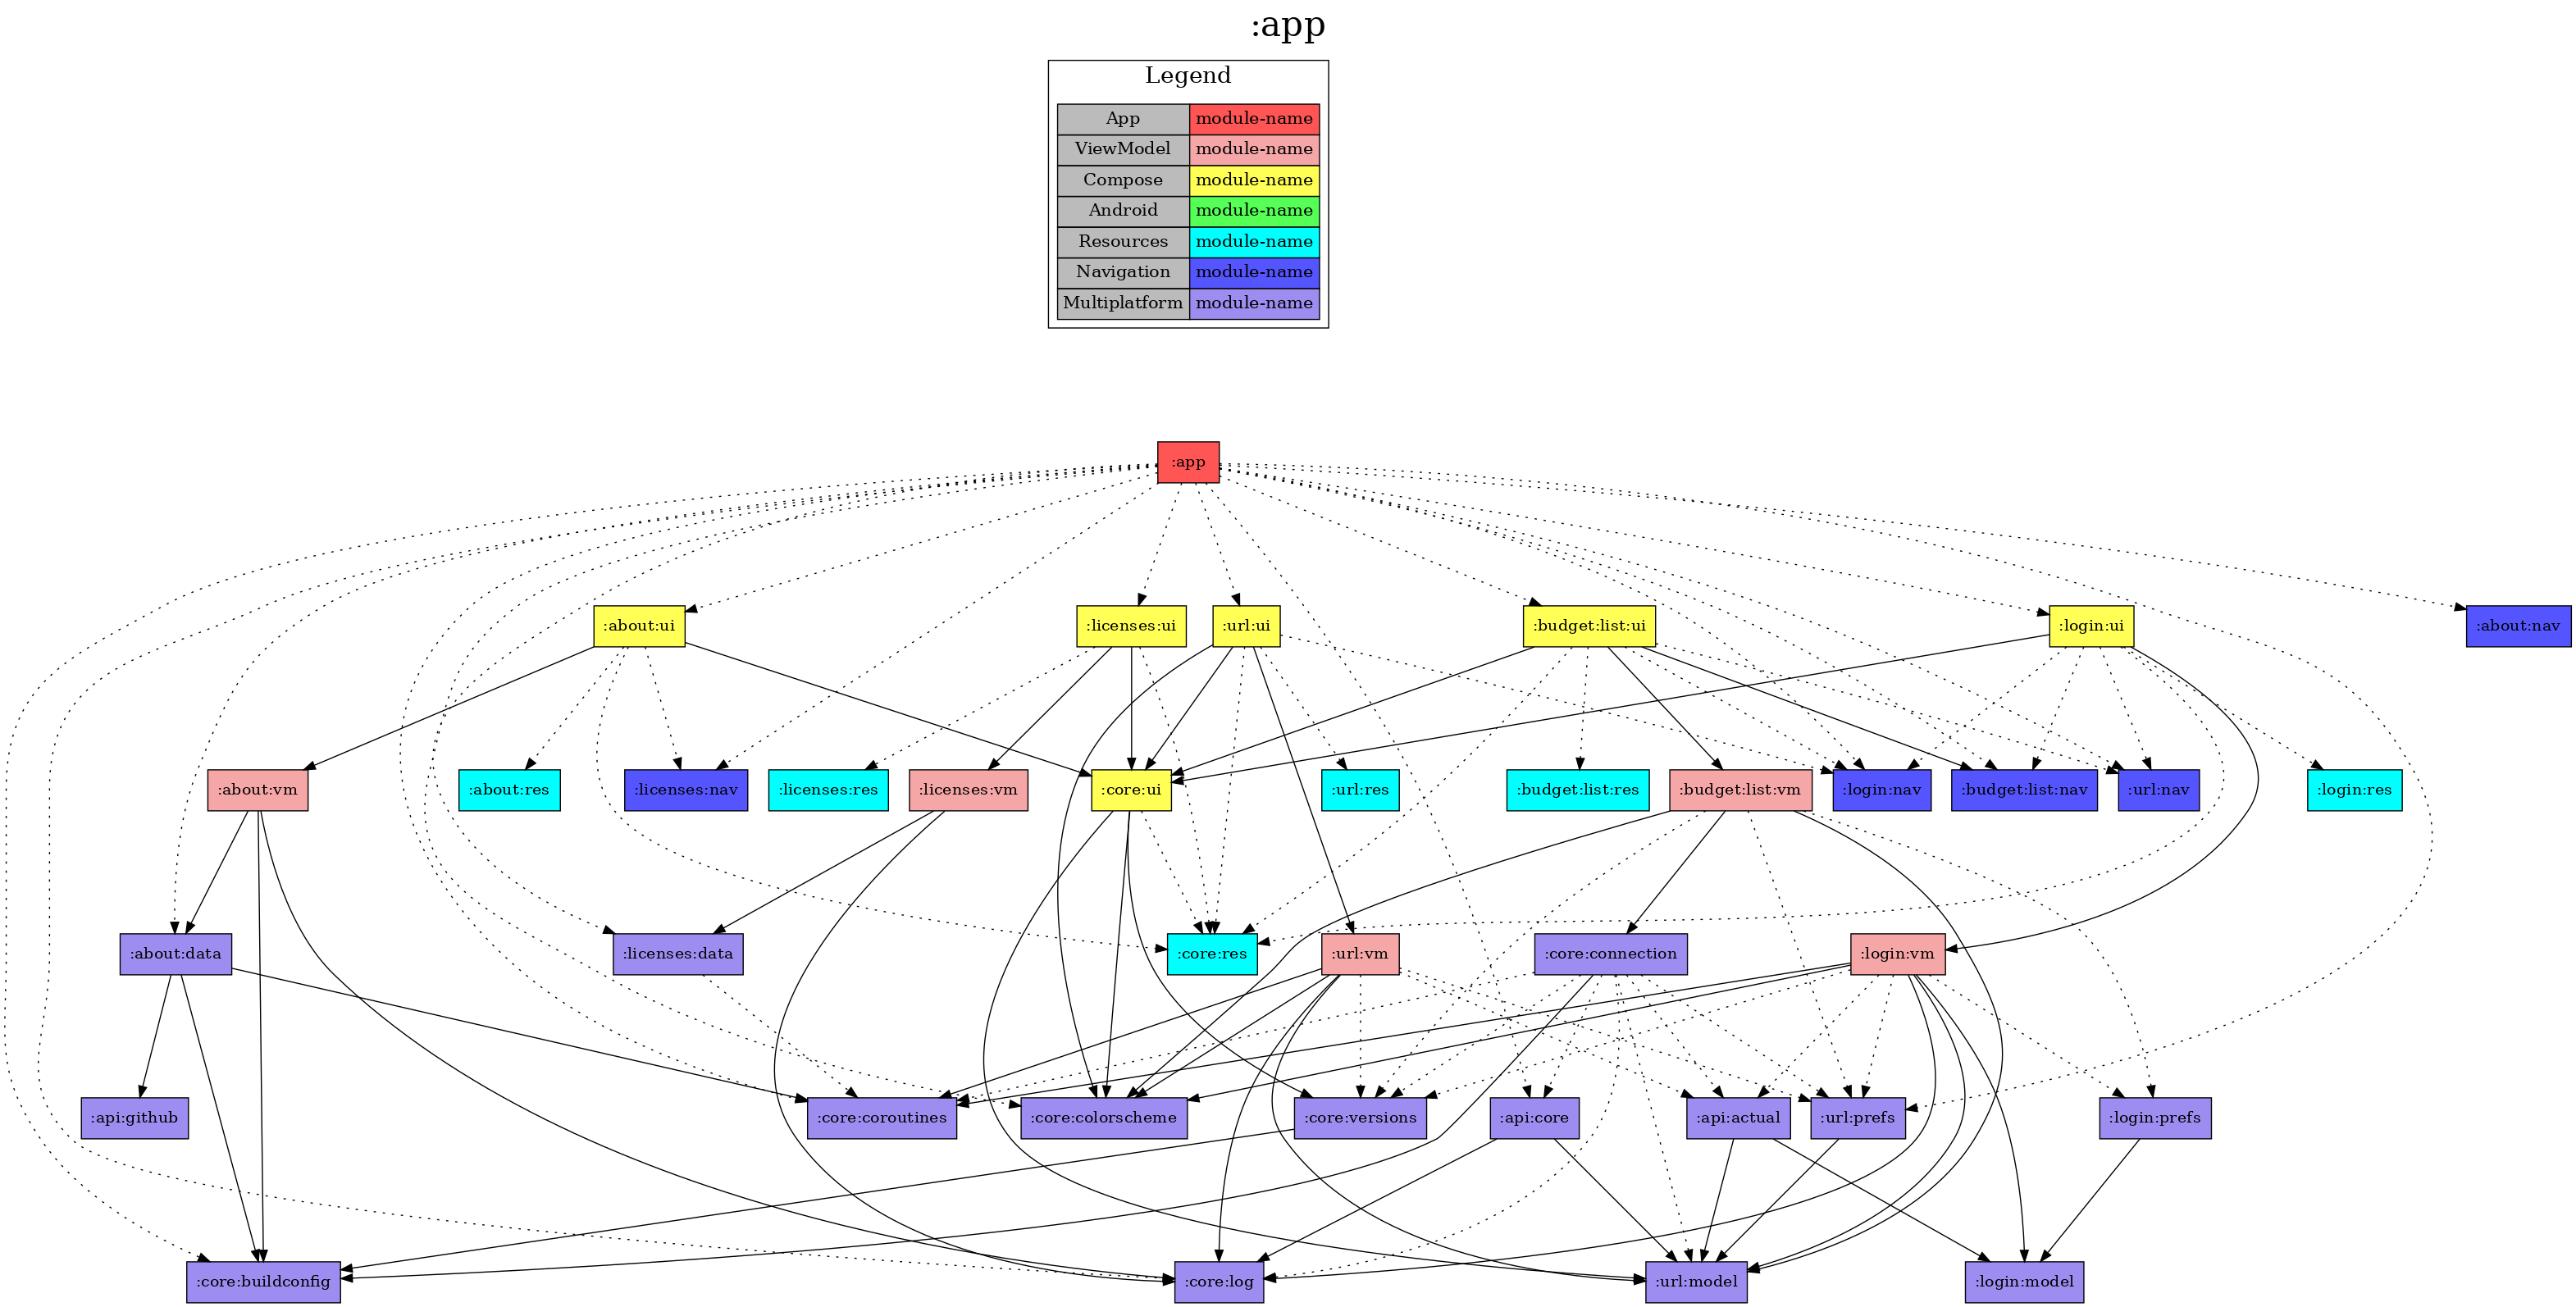 :app
Legend
App module-name
ViewModel module-name
Compose module-name
Android module-name
Resources module-name
Navigation module-name
Multiplatform module-name
:app
:about:ui :licenses:ui :url:ui :budget:list:ui :login:ui :about:nav
:about:vm :about:res :licenses:nav :licenses:res :licenses:vm :core:ui :url:res :budget:list:res :budget:list:vm :login:nav :budget:list:nav :url:nav :login:res
:about:data :licenses:data :core:res :url:vm :core:connection :login:vm
:api:github :core:coroutines :core:colorscheme :core:versions :api:core :api:actual :url:prefs :login:prefs
:core:buildconfig :core:log :url:model :login:model